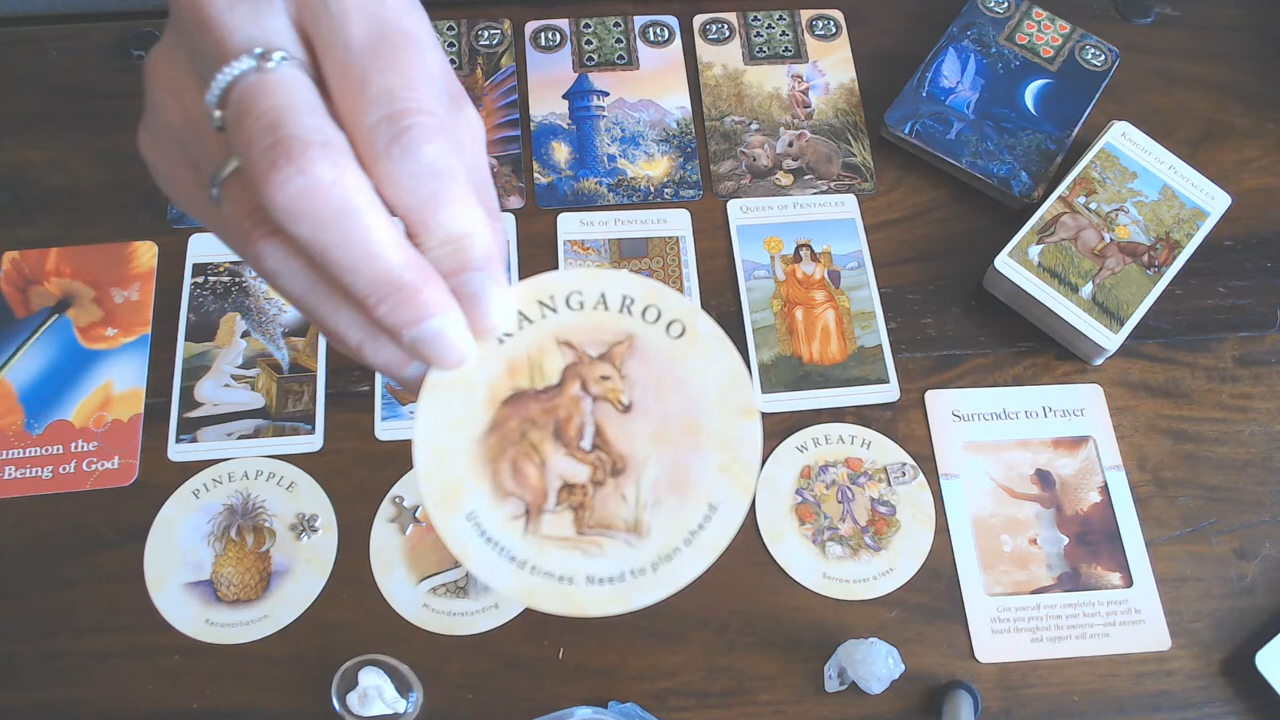 27
19 19
23 23
32
32
KNIGHT OF PENTACLES
SIX OF PENTACLES
QUEEN OF PENTACLES
KANGAROO
Unsettled times. Need to plan ahead.
ummon the
-Being of God
PINEAPPLE
Reconciliation.
Misunderstanding
WREATH
Sorrow over a loss.
Surrender to Prayer
Give yourself over completely to prayer.
When you pray from your heart, you will be
heard throughout the universe—and answers
and support will arrive